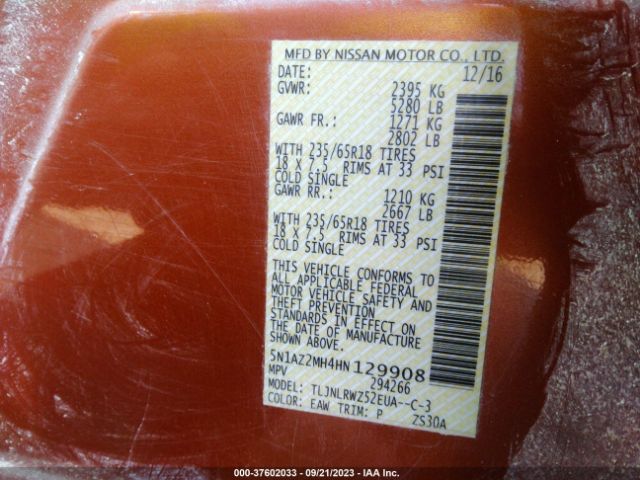 MFD BY NISSAN MOTOR CO., LTD.
DATE: 12/16
GVWR: 2395 KG
5280 LB
GAWR FR.: 1271 KG
2802 LB
WITH 235/65R18 TIRES
18 X 7.5 RIMS AT 33 PSI
COLD SINGLE
GAWR RR.: 1210 KG
2667 LB
WITH 235/65R18 TIRES
18 X 7.5 RIMS AT 33 PSI
COLD SINGLE
THIS VEHICLE CONFORMS TO
ALL APPLICABLE FEDERAL
MOTOR VEHICLE SAFETY AND
THEFT PREVENTION
STANDARDS IN EFFECT ON
THE DATE OF MANUFACTURE
SHOWN ABOVE.
5N1AZ2MH4HN129908
MPV 294266
MODEL: TLJNLRWZ52EUA--C-3
COLOR: EAW TRIM: P ZS30A
000-37602033 - 09/21/2023 - IAA Inc.